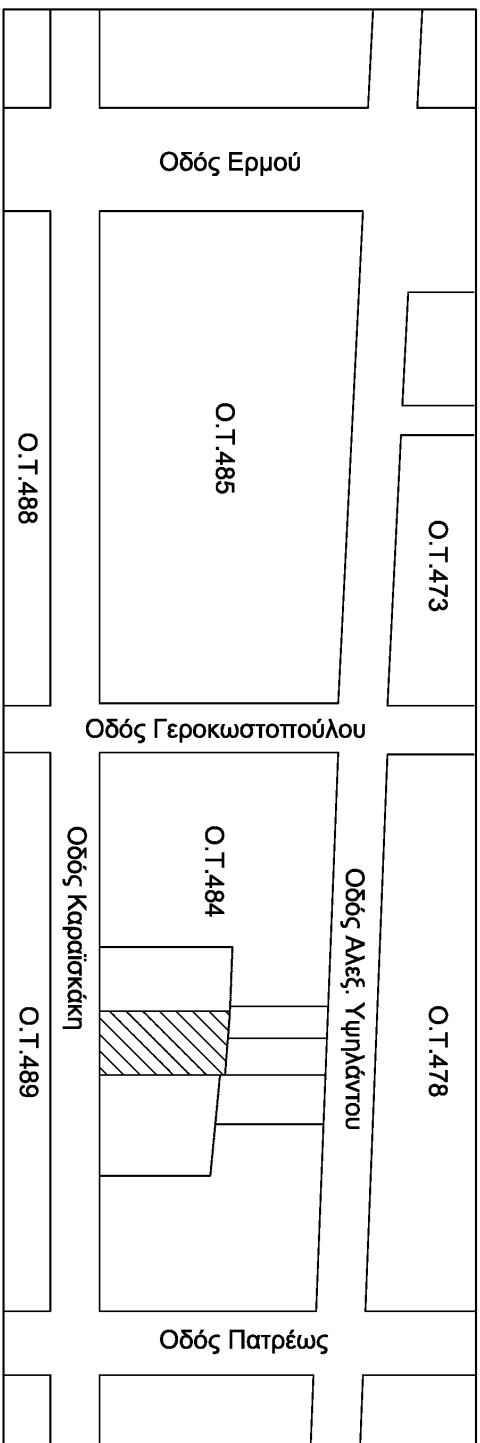 Οδός Ερμού
Ο.Τ.485
Ο.Τ.488
Ο.Τ.473
Οδός Γεροκωστοπούλου
Οδός Καραϊσκάκη
Ο.Τ.484
Οδός Αλεξ. Υψηλάντου
Ο.Τ.489
Ο.Τ.478
Οδός Πατρέως